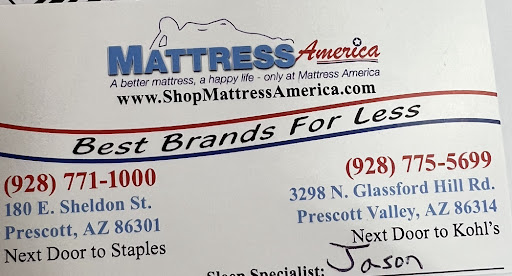 MATTRESS America
A better mattress, a happy life - only at Mattress America
www.ShopMattressAmerica.com
Best Brands For Less
(928) 771-1000
180 E. Sheldon St.
Prescott, AZ 86301
Next Door to Staples
(928) 775-5699
3298 N. Glassford Hill Rd.
Prescott Valley, AZ 86314
Next Door to Kohl's
Sleep Specialist: Jason